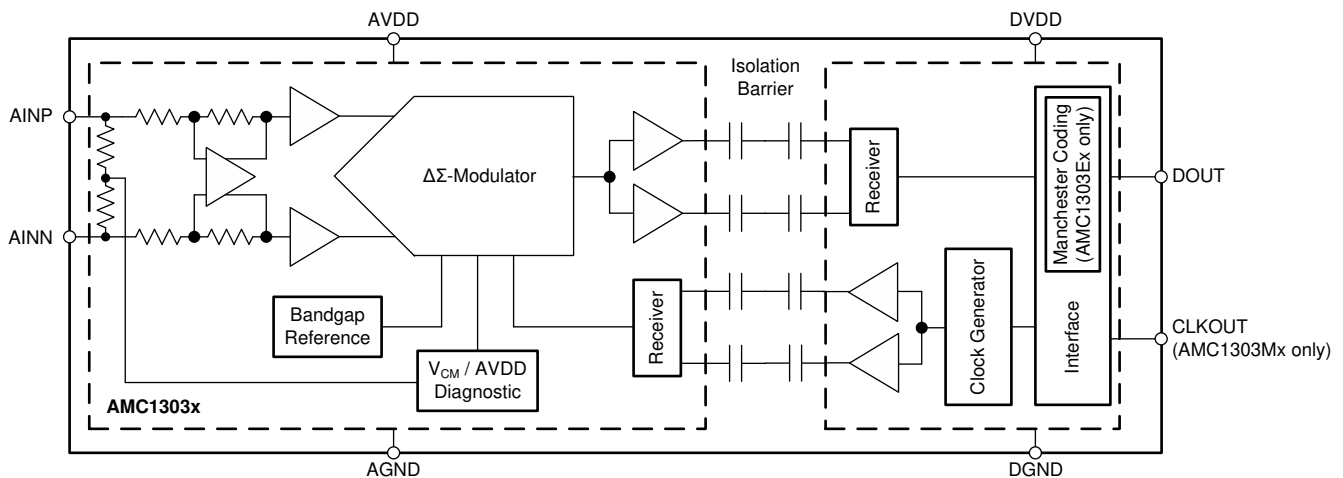 AVDD
DVDD
Isolation
Barrier
AINP
AINN
ΔΣ-Modulator
Receiver
Manchester Coding
(AMC1303Ex only)
DOUT
Bandgap
Reference
Receiver
Clock Generator
Interface
CLKOUT
(AMC1303Mx only)
VCM / AVDD
Diagnostic
AMC1303x
AGND
DGND